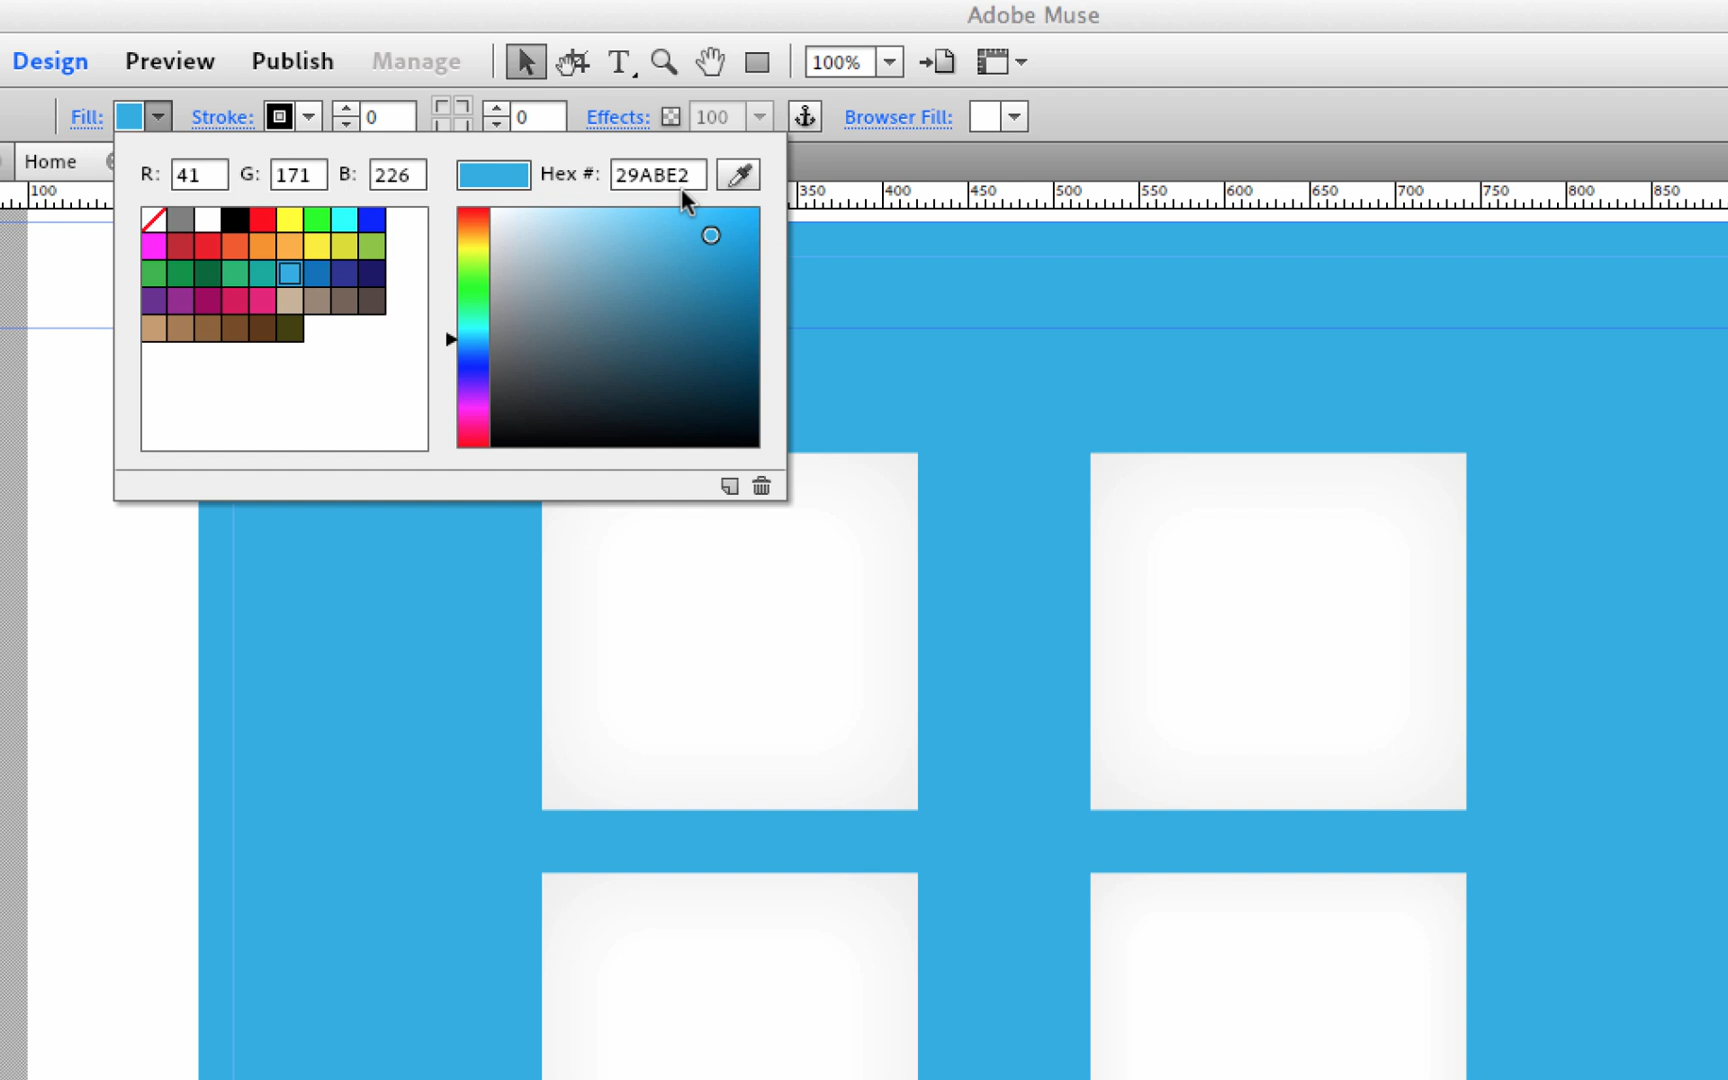 Adobe Muse
Design Preview Publish Manage T 100%
Fill: Stroke: 0 0 Effects: 100 Browser Fill:
Home
R: 41 G: 171 B: 226 Hex #: 29ABE2
100 350 400 450 500 550 600 650 700 750 800 850